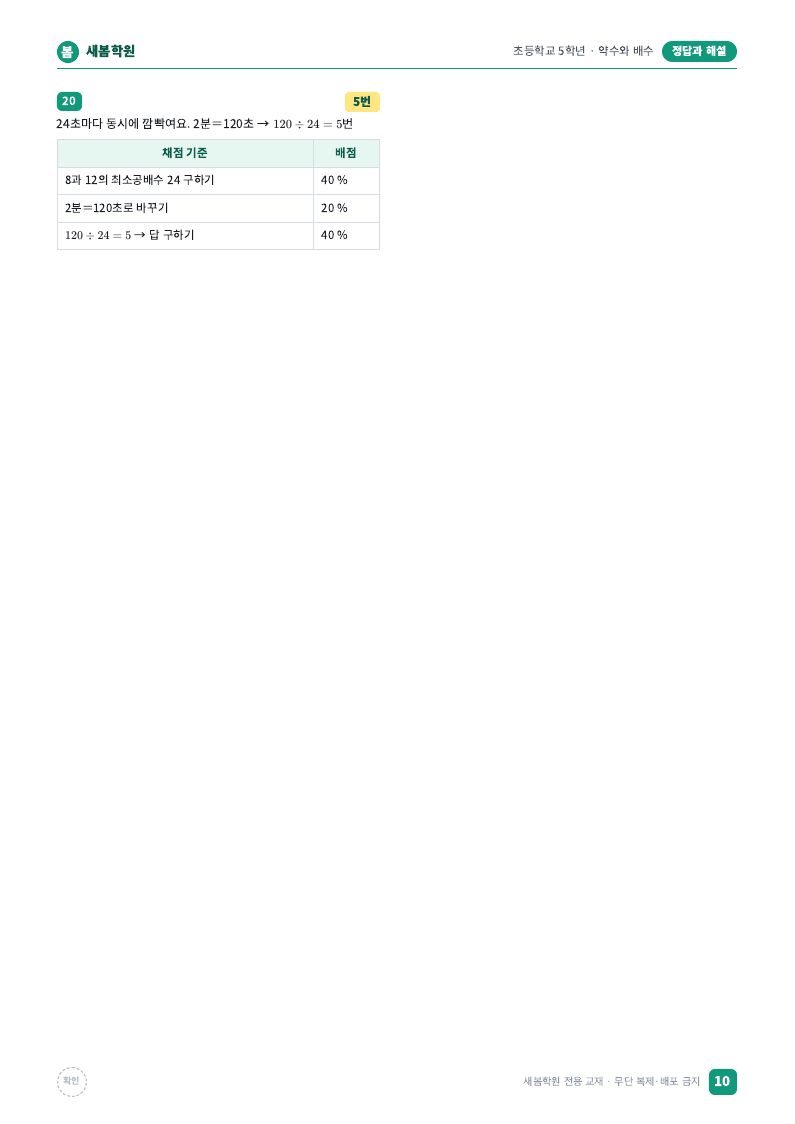 봄 새봄학원
초등학교 5학년 · 약수와 배수 정답과 해설
20 5번
24초마다 동시에 깜빡여요. 2분=120초 → 120 ÷ 24 = 5번
채점 기준 배점
8과 12의 최소공배수 24 구하기 40 %
2분=120초로 바꾸기 20 %
120 ÷ 24 = 5 → 답 구하기 40 %
확인
새봄학원 전용 교재 · 무단 복제·배포 금지 10